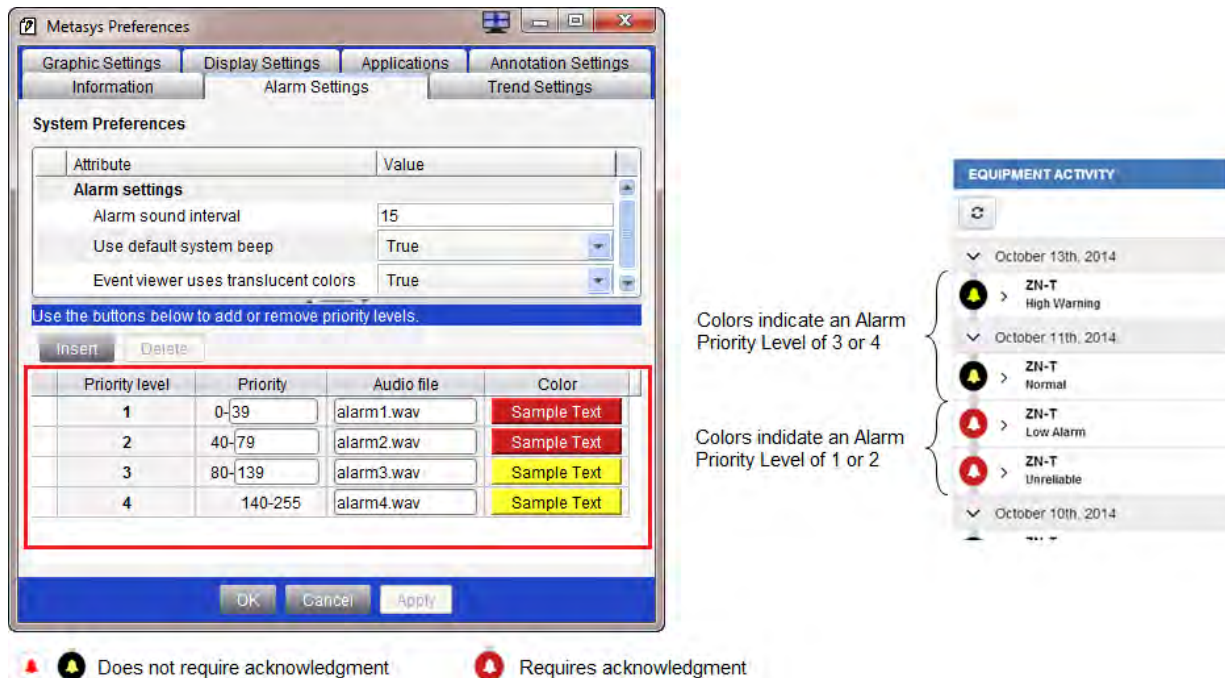 Metasys Preferences
Graphic Settings Display Settings Applications Annotation Settings
Information Alarm Settings Trend Settings
System Preferences
Attribute Value
Alarm settings
Alarm sound interval 15
Use default system beep True
Event viewer uses translucent colors True
Use the buttons below to add or remove priority levels.
Insert Delete
Priority level Priority Audio file Color
1 0-39 alarm1.wav Sample Text
2 40-79 alarm2.wav Sample Text
3 80-139 alarm3.wav Sample Text
4 140-255 alarm4.wav Sample Text
OK Cancel Apply
Colors indicate an Alarm
Priority Level of 3 or 4
Colors indidate an Alarm
Priority Level of 1 or 2
EQUIPMENT ACTIVITY
October 13th, 2014
ZN-T
High Warning
October 11th, 2014
ZN-T
Normal
ZN-T
Low Alarm
ZN-T
Unreliable
October 10th, 2014
Does not require acknowledgment Requires acknowledgment